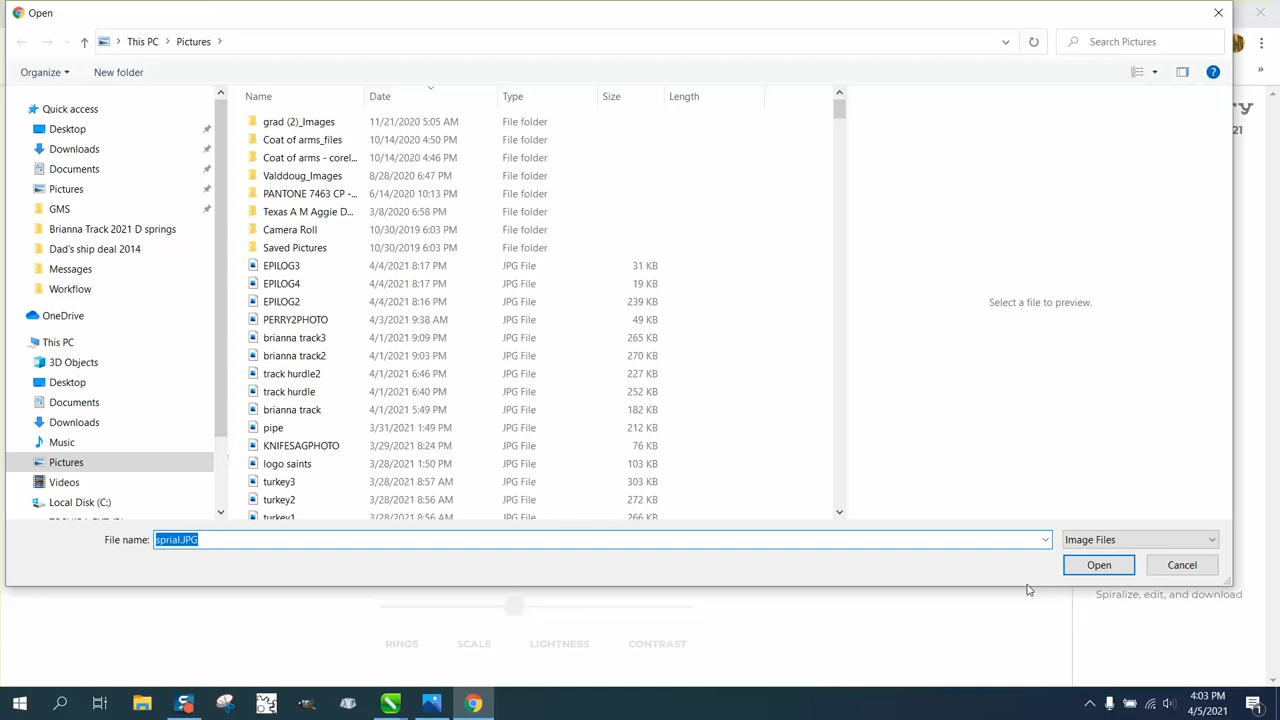 Open
This PC > Pictures >
Search Pictures
Organize
New folder
Name Date Type Size Length
Quick access
Desktop
Downloads
Documents
Pictures
GMS
Brianna Track 2021 D springs
Dad's ship deal 2014
Messages
Workflow
OneDrive
This PC
3D Objects
Desktop
Documents
Downloads
Music
Pictures
Videos
Local Disk (C:)
grad (2)_Images 11/21/2020 5:05 AM File folder
Coat of arms_files 10/14/2020 4:50 PM File folder
Coat of arms - corel... 10/14/2020 4:46 PM File folder
Valddoug_Images 8/28/2020 6:47 PM File folder
PANTONE 7463 CP -... 6/14/2020 10:13 PM File folder
Texas A M Aggie D... 3/8/2020 6:58 PM File folder
Camera Roll 10/30/2019 6:03 PM File folder
Saved Pictures 10/30/2019 6:03 PM File folder
EPILOG3 4/4/2021 8:17 PM JPG File 31 KB
EPILOG4 4/4/2021 8:17 PM JPG File 19 KB
EPILOG2 4/4/2021 8:16 PM JPG File 239 KB
PERRY2PHOTO 4/3/2021 9:38 AM JPG File 49 KB
brianna track3 4/1/2021 9:09 PM JPG File 265 KB
brianna track2 4/1/2021 9:03 PM JPG File 270 KB
track hurdle2 4/1/2021 6:46 PM JPG File 227 KB
track hurdle 4/1/2021 6:40 PM JPG File 252 KB
brianna track 4/1/2021 5:49 PM JPG File 182 KB
pipe 3/31/2021 1:49 PM JPG File 212 KB
KNIFESAGPHOTO 3/29/2021 8:24 PM JPG File 76 KB
logo saints 3/28/2021 1:50 PM JPG File 103 KB
turkey3 3/28/2021 8:57 AM JPG File 303 KB
turkey2 3/28/2021 8:56 AM JPG File 272 KB
turkey1 3/28/2021 8:56 AM JPG File 266 KB
Select a file to preview.
File name: sprial.JPG
Image Files
Open Cancel
ry
21
Spiralize, edit, and download
RINGS SCALE LIGHTNESS CONTRAST
4:03 PM
4/5/2021